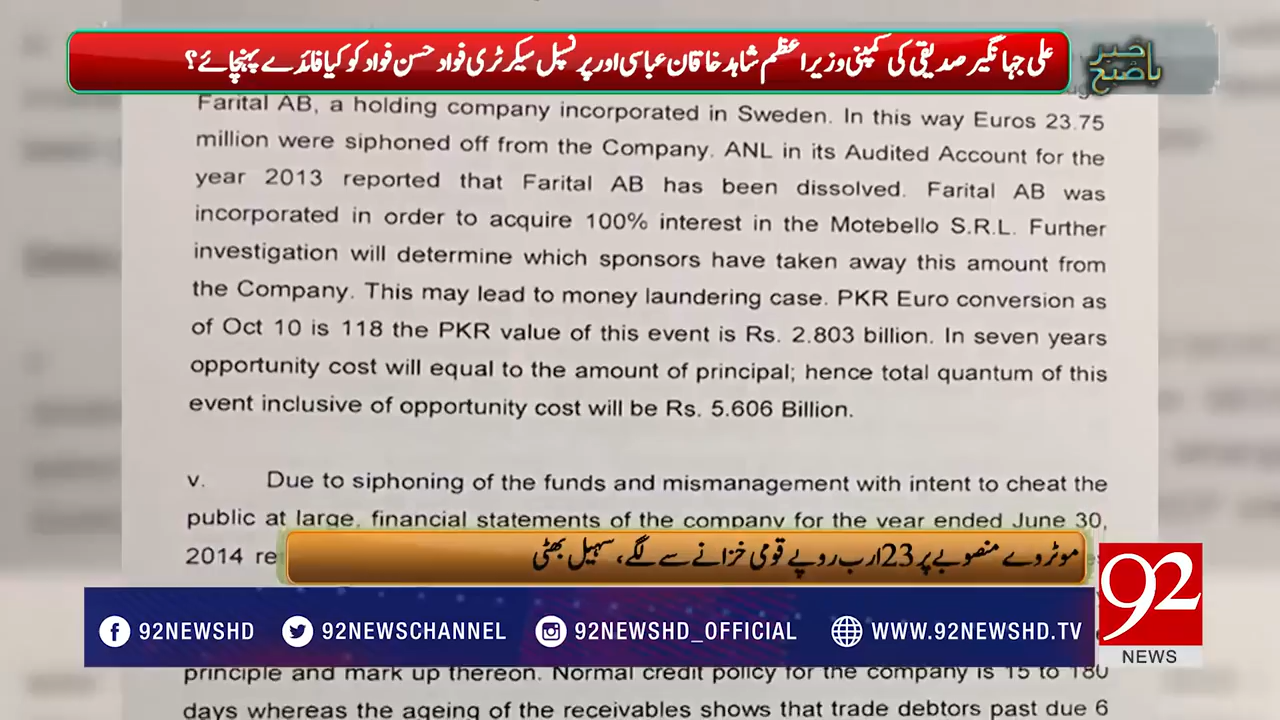 علی جہانگیر صدیقی کی کمپنی وزیراعظم شاہد خاقان عباسی اور پرنسپل سیکرٹری فواد حسن فواد کو کیا فائدے پہنچائے؟
باصبح
Farital AB, a holding company incorporated in Sweden. In this way Euros 23.75
million were siphoned off from the Company. ANL in its Audited Account for the
year 2013 reported that Farital AB has been dissolved. Farital AB was
incorporated in order to acquire 100% interest in the Motebello S.R.L. Further
investigation will determine which sponsors have taken away this amount from
the Company. This may lead to money laundering case. PKR Euro conversion as
of Oct 10 is 118 the PKR value of this event is Rs. 2.803 billion. In seven years
opportunity cost will equal to the amount of principal; hence total quantum of this
event inclusive of opportunity cost will be Rs. 5.606 Billion.
v. Due to siphoning of the funds and mismanagement with intent to cheat the
public at large, financial statements of the company for the year ended June 30,
2014 re
موٹروے منصوبے پر 23 ارب روپے قومی خزانے سے لگے، سہیل بھٹی
92NEWSHD 92NEWSCHANNEL 92NEWSHD_OFFICIAL WWW.92NEWSHD.TV
92
NEWS
principle and mark up thereon. Normal credit policy for the company is 15 to 180
days whereas the ageing of the receivables shows that trade debtors past due 6